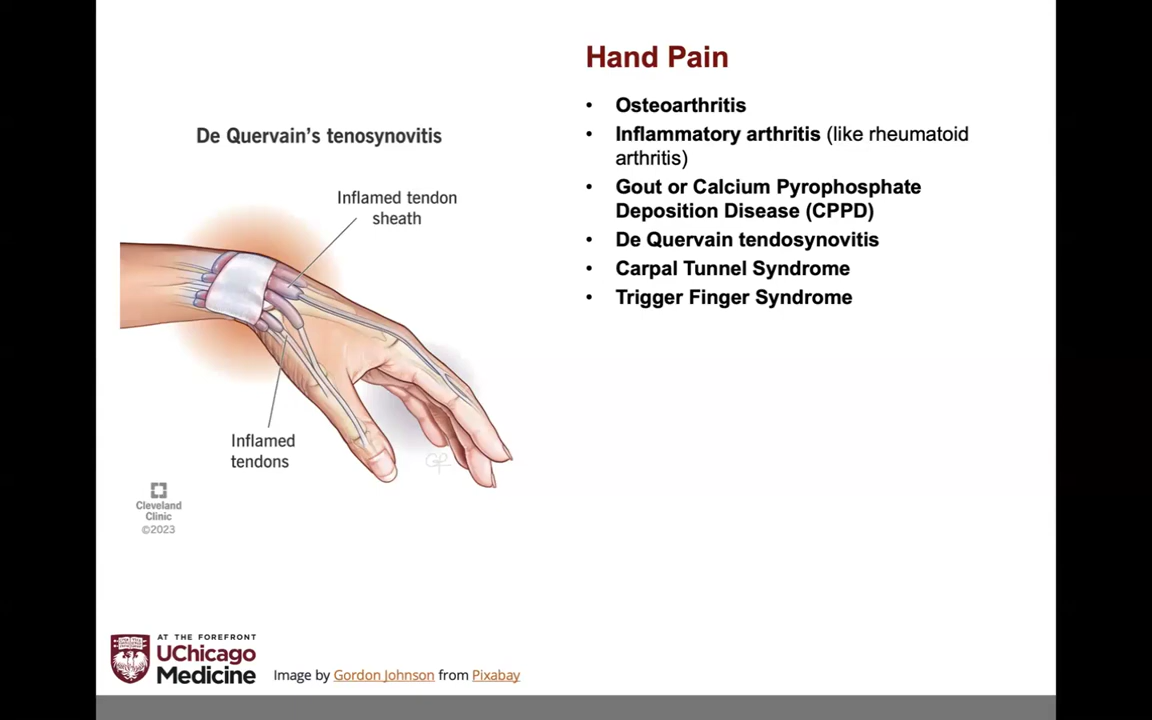 Hand Pain
• Osteoarthritis
• Inflammatory arthritis (like rheumatoid
arthritis)
• Gout or Calcium Pyrophosphate
Deposition Disease (CPPD)
• De Quervain tendosynovitis
• Carpal Tunnel Syndrome
• Trigger Finger Syndrome
De Quervain’s tenosynovitis
Inflamed tendon
sheath
Inflamed
tendons
Cleveland
Clinic
©2023
AT THE FOREFRONT
UChicago
Medicine
Image by Gordon Johnson from Pixabay